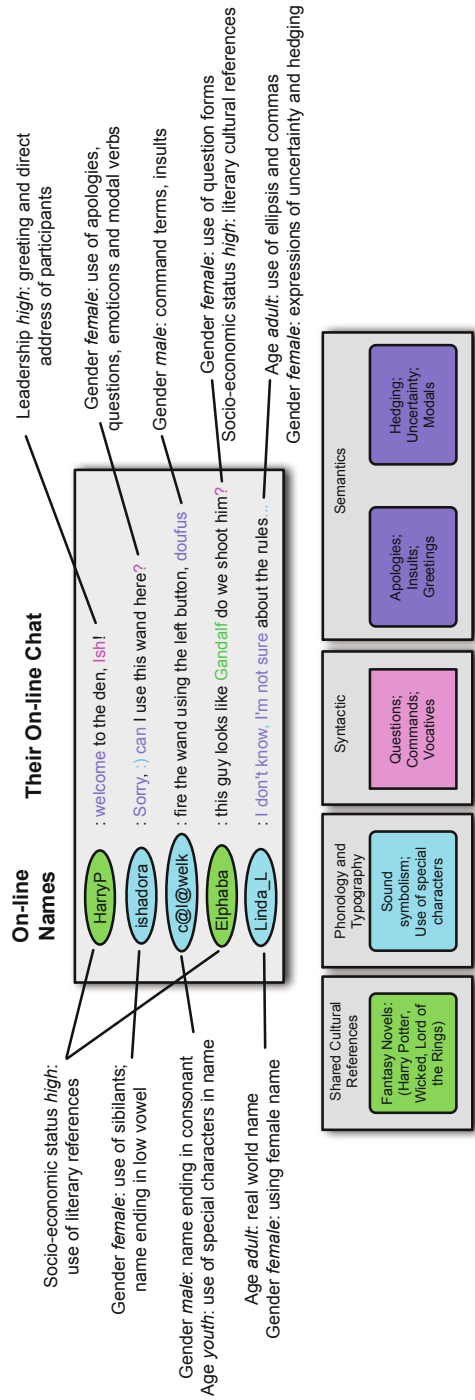 On-line
Names
Their On-line Chat
HarryP : welcome to the den, Ish!
ishadora : Sorry, :) can I use this wand here?
c@l@welk : fire the wand using the left button, doufus
Elphaba : this guy looks like Gandalf do we shoot him?
Linda_L : I don't know, I'm not sure about the rules...
Socio-economic status high:
use of literary references
Gender female: use of sibilants;
name ending in low vowel
Gender male: name ending in consonant
Age youth: use of special characters in name
Age adult: real world name
Gender female: using female name
Leadership high: greeting and direct
address of participants
Gender female: use of apologies,
questions, emoticons and modal verbs
Gender male: command terms, insults
Gender female: use of question forms
Socio-economic status high: literary cultural references
Age adult: use of ellipsis and commas
Gender female: expressions of uncertainty and hedging
Shared Cultural
References
Fantasy Novels:
(Harry Potter,
Wicked, Lord of
the Rings)
Phonology and
Typography
Sound
symbolism;
Use of special
characters
Syntactic
Questions;
Commands;
Vocatives
Semantics
Apologies;
Insults;
Greetings
Hedging;
Uncertainty;
Modals